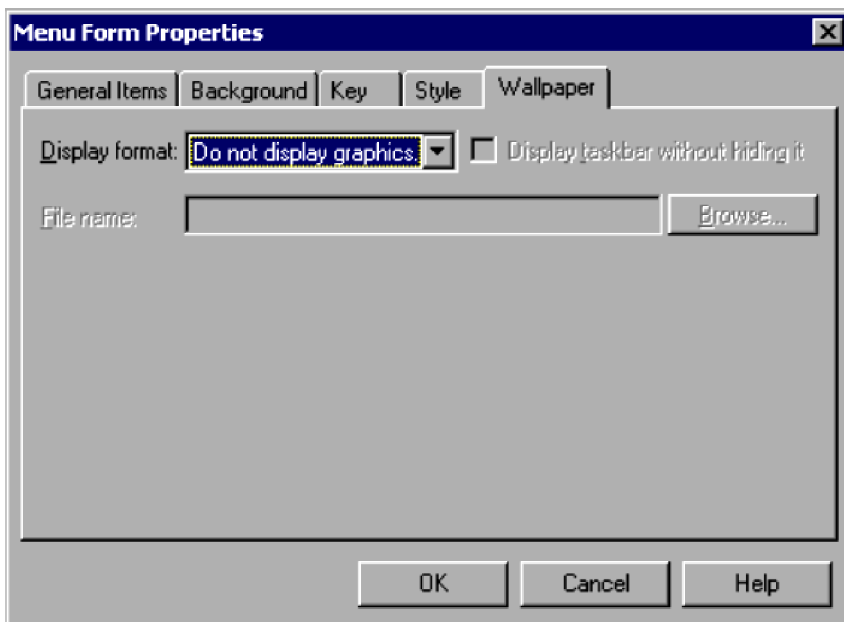 Menu Form Properties
General Items Background Key Style Wallpaper
Display format: Do not display graphics. Display taskbar without hiding it
File name: Browse...
OK Cancel Help